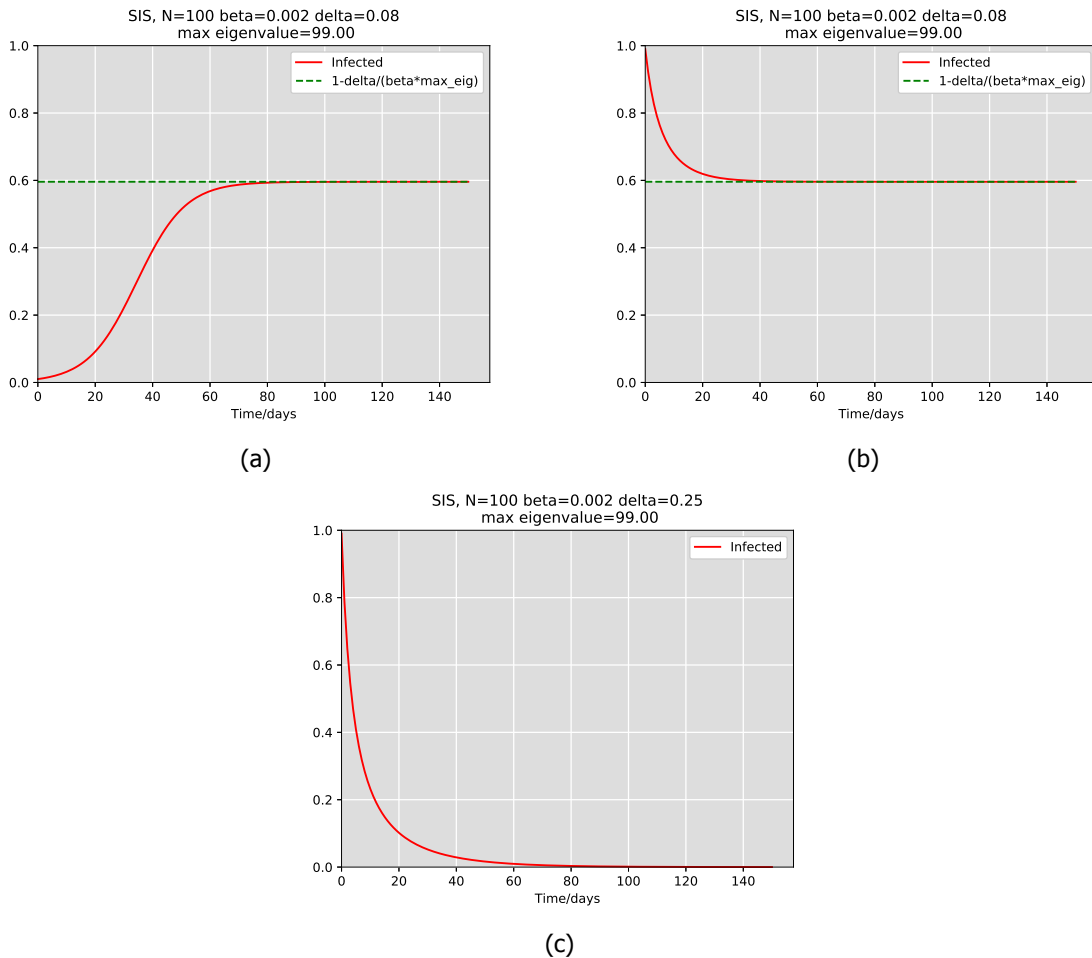 SIS, N=100 beta=0.002 delta=0.08
max eigenvalue=99.00
1.0
0.8
0.6
0.4
0.2
0.0
Infected
1-delta/(beta*max_eig)
0 20 40 60 80 100 120 140
Time/days
(a)
SIS, N=100 beta=0.002 delta=0.08
max eigenvalue=99.00
1.0
0.8
0.6
0.4
0.2
0.0
Infected
1-delta/(beta*max_eig)
0 20 40 60 80 100 120 140
Time/days
(b)
SIS, N=100 beta=0.002 delta=0.25
max eigenvalue=99.00
1.0
0.8
0.6
0.4
0.2
0.0
Infected
0 20 40 60 80 100 120 140
Time/days
(c)